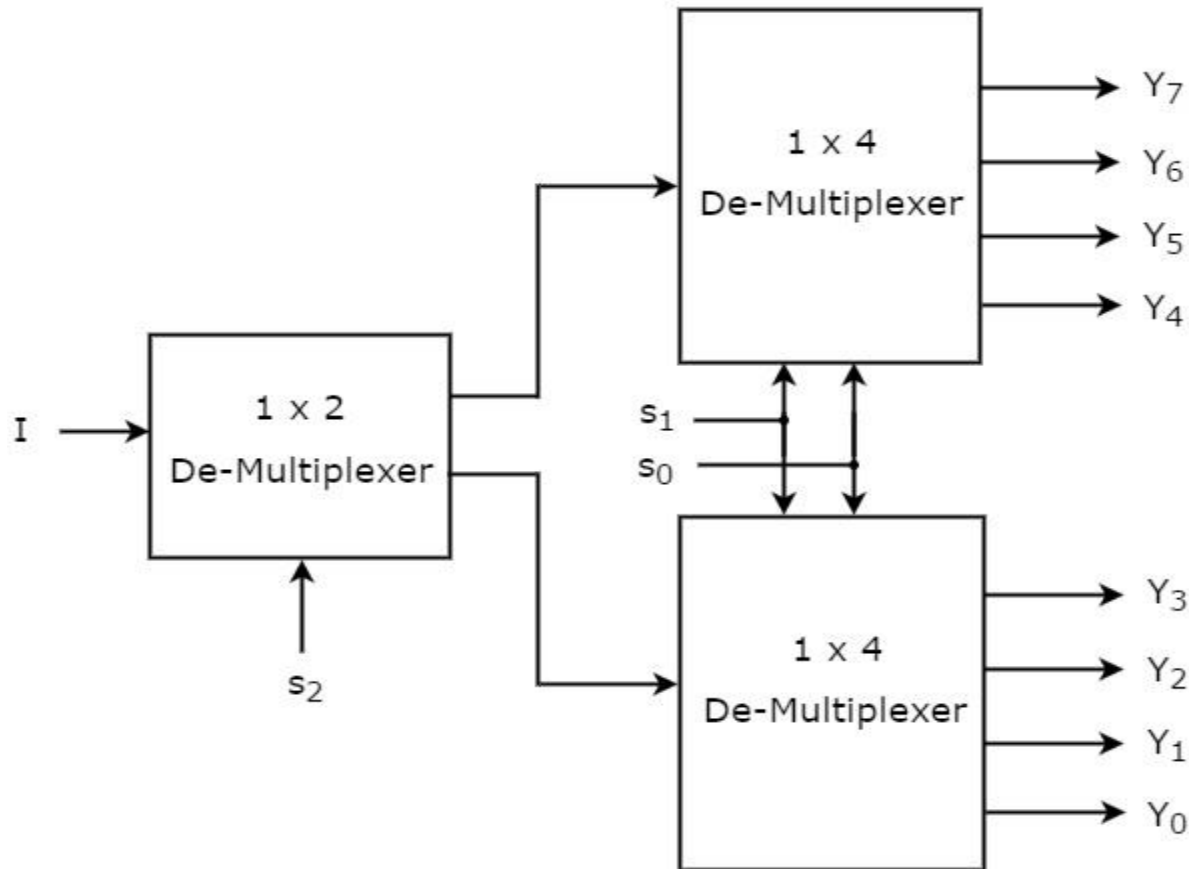 1 x 4
De-Multiplexer
Y₇
Y₆
Y₅
Y₄
I
1 x 2
De-Multiplexer
s₂
s₁
s₀
1 x 4
De-Multiplexer
Y₃
Y₂
Y₁
Y₀